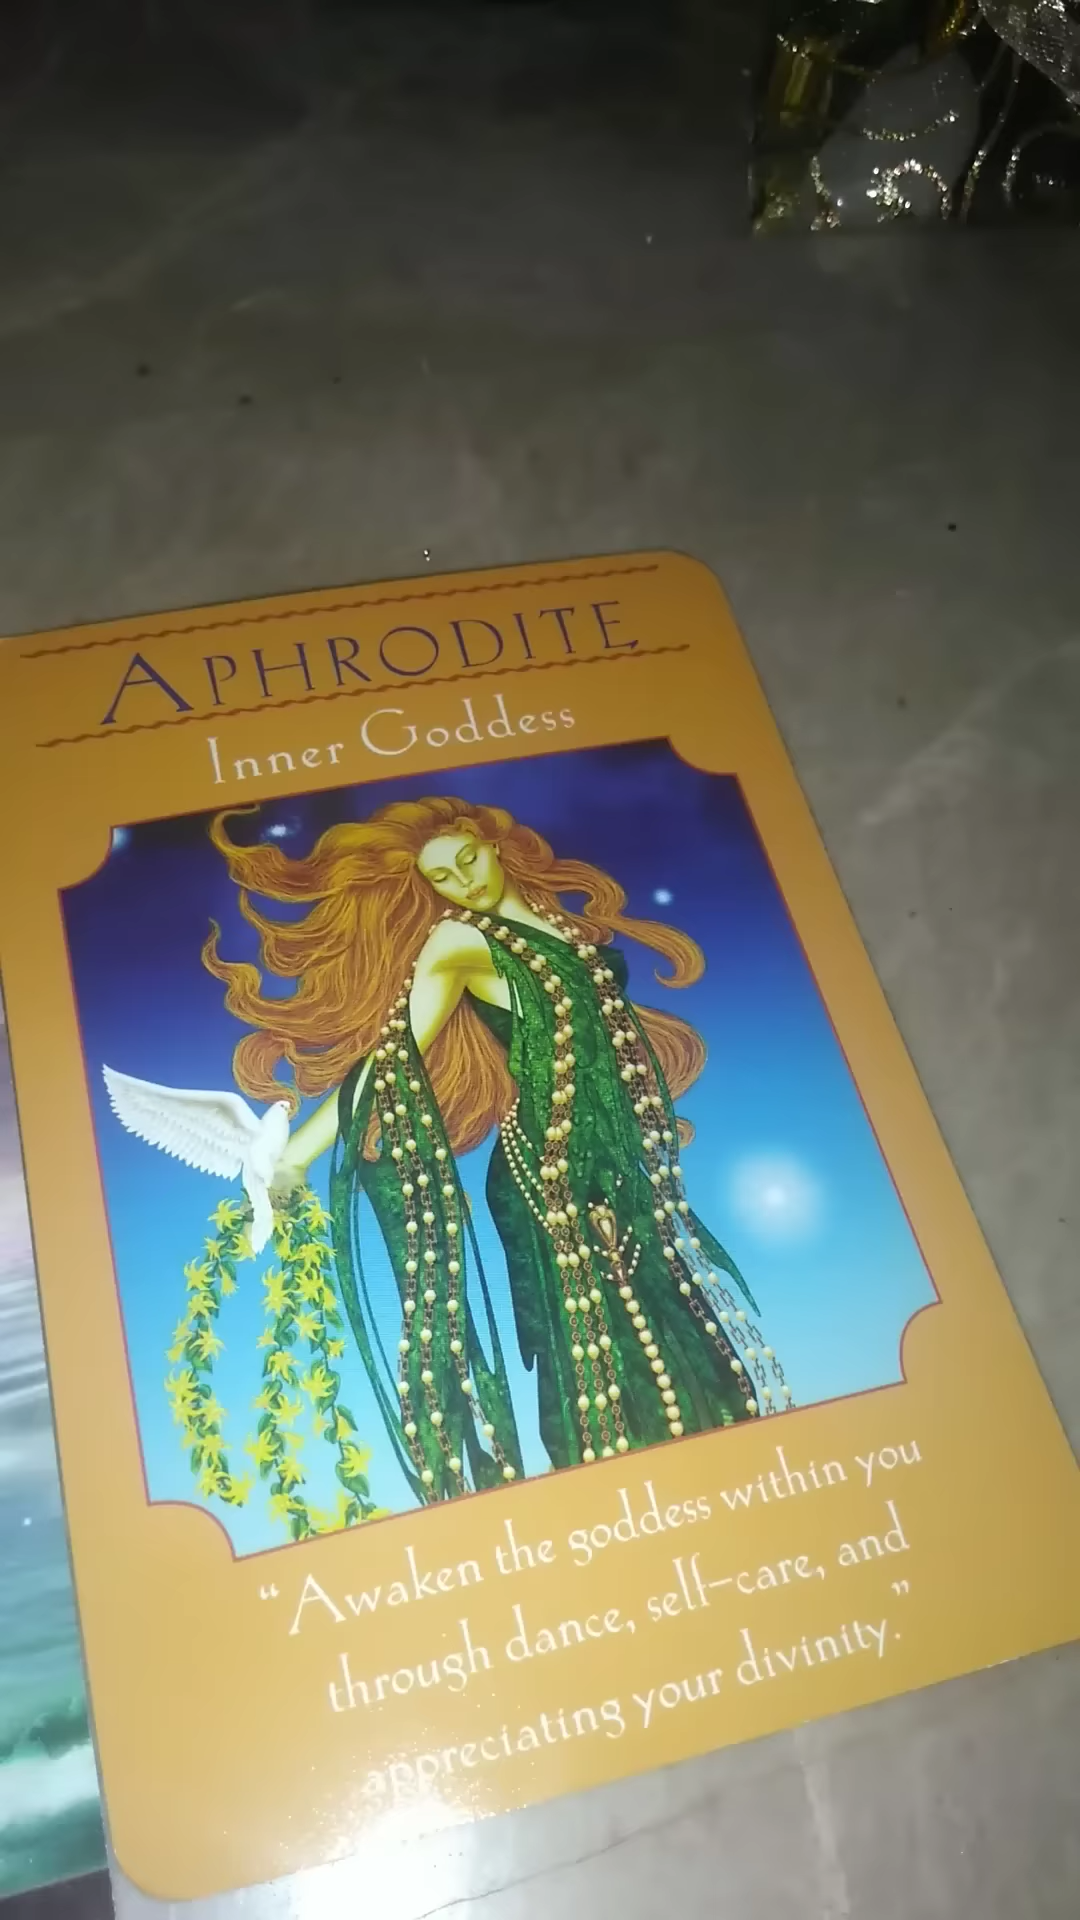 APHRODITE
Inner Goddess
“Awaken the goddess within you
through dance, self-care, and
appreciating your divinity.”